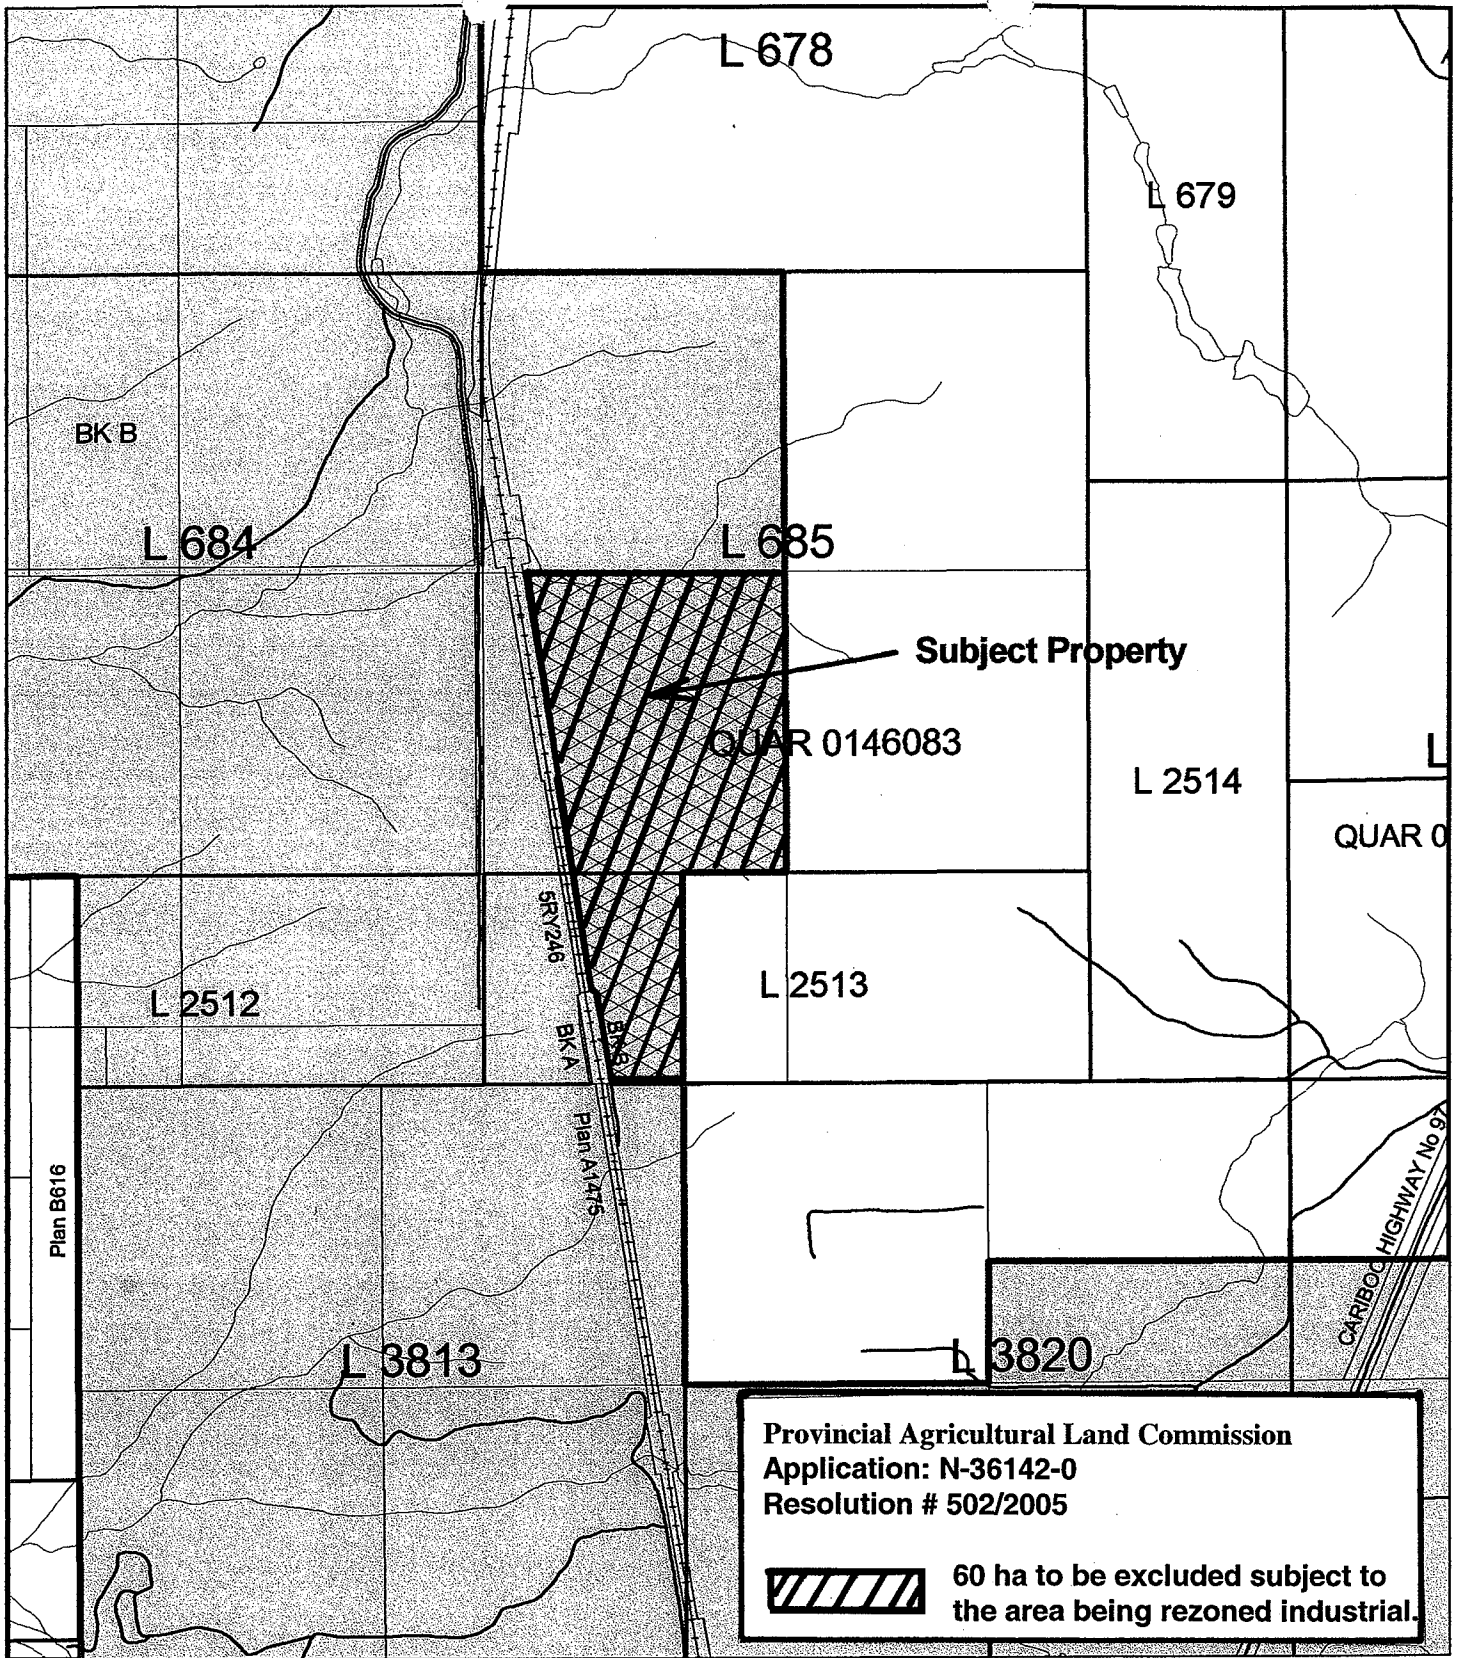 L 678
L 679
BK B
L 684
L 685
Subject Property
QUAR 0146083
L 2514
L
QUAR 0
5RY246
L 2512
L 2513
BK A
BK B
Plan A1475
Plan B616
CARIBOO HIGHWAY No 97
L 3813
L 3820
Provincial Agricultural Land Commission
Application: N-36142-0
Resolution # 502/2005
60 ha to be excluded subject to
the area being rezoned industrial.